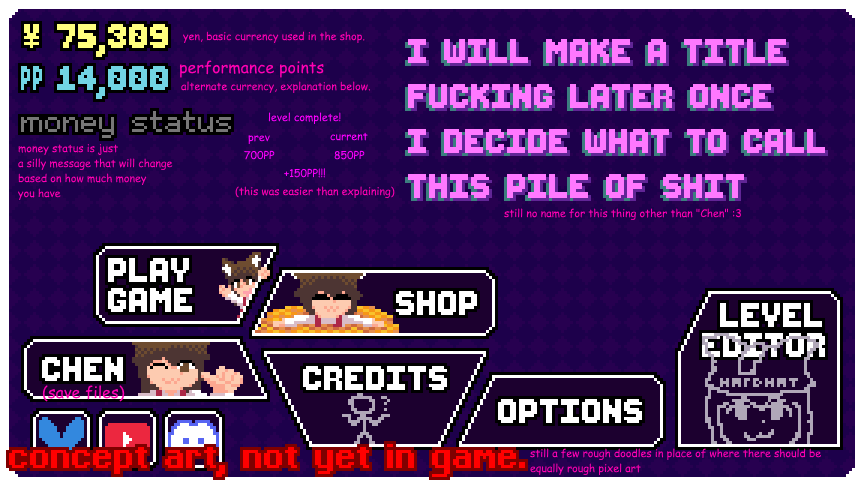 ¥ 75,309
yen, basic currency used in the shop.
PP 14,000
performance points
alternate currency, explanation below.
money status
money status is just
a silly message that will change
based on how much money
you have
level complete!
prev current
700PP 850PP
+150PP!!!
(this was easier than explaining)
I WILL MAKE A TITLE
FUCKING LATER ONCE
I DECIDE WHAT TO CALL
THIS PILE OF SHIT
still no name for this thing other than "Chen" :3
PLAY
GAME
SHOP
CHEN
(save files)
CREDITS
OPTIONS
LEVEL
EDITOR
HARDHAT
concept art, not yet in game.
still a few rough doodles in place of where there should be
equally rough pixel art